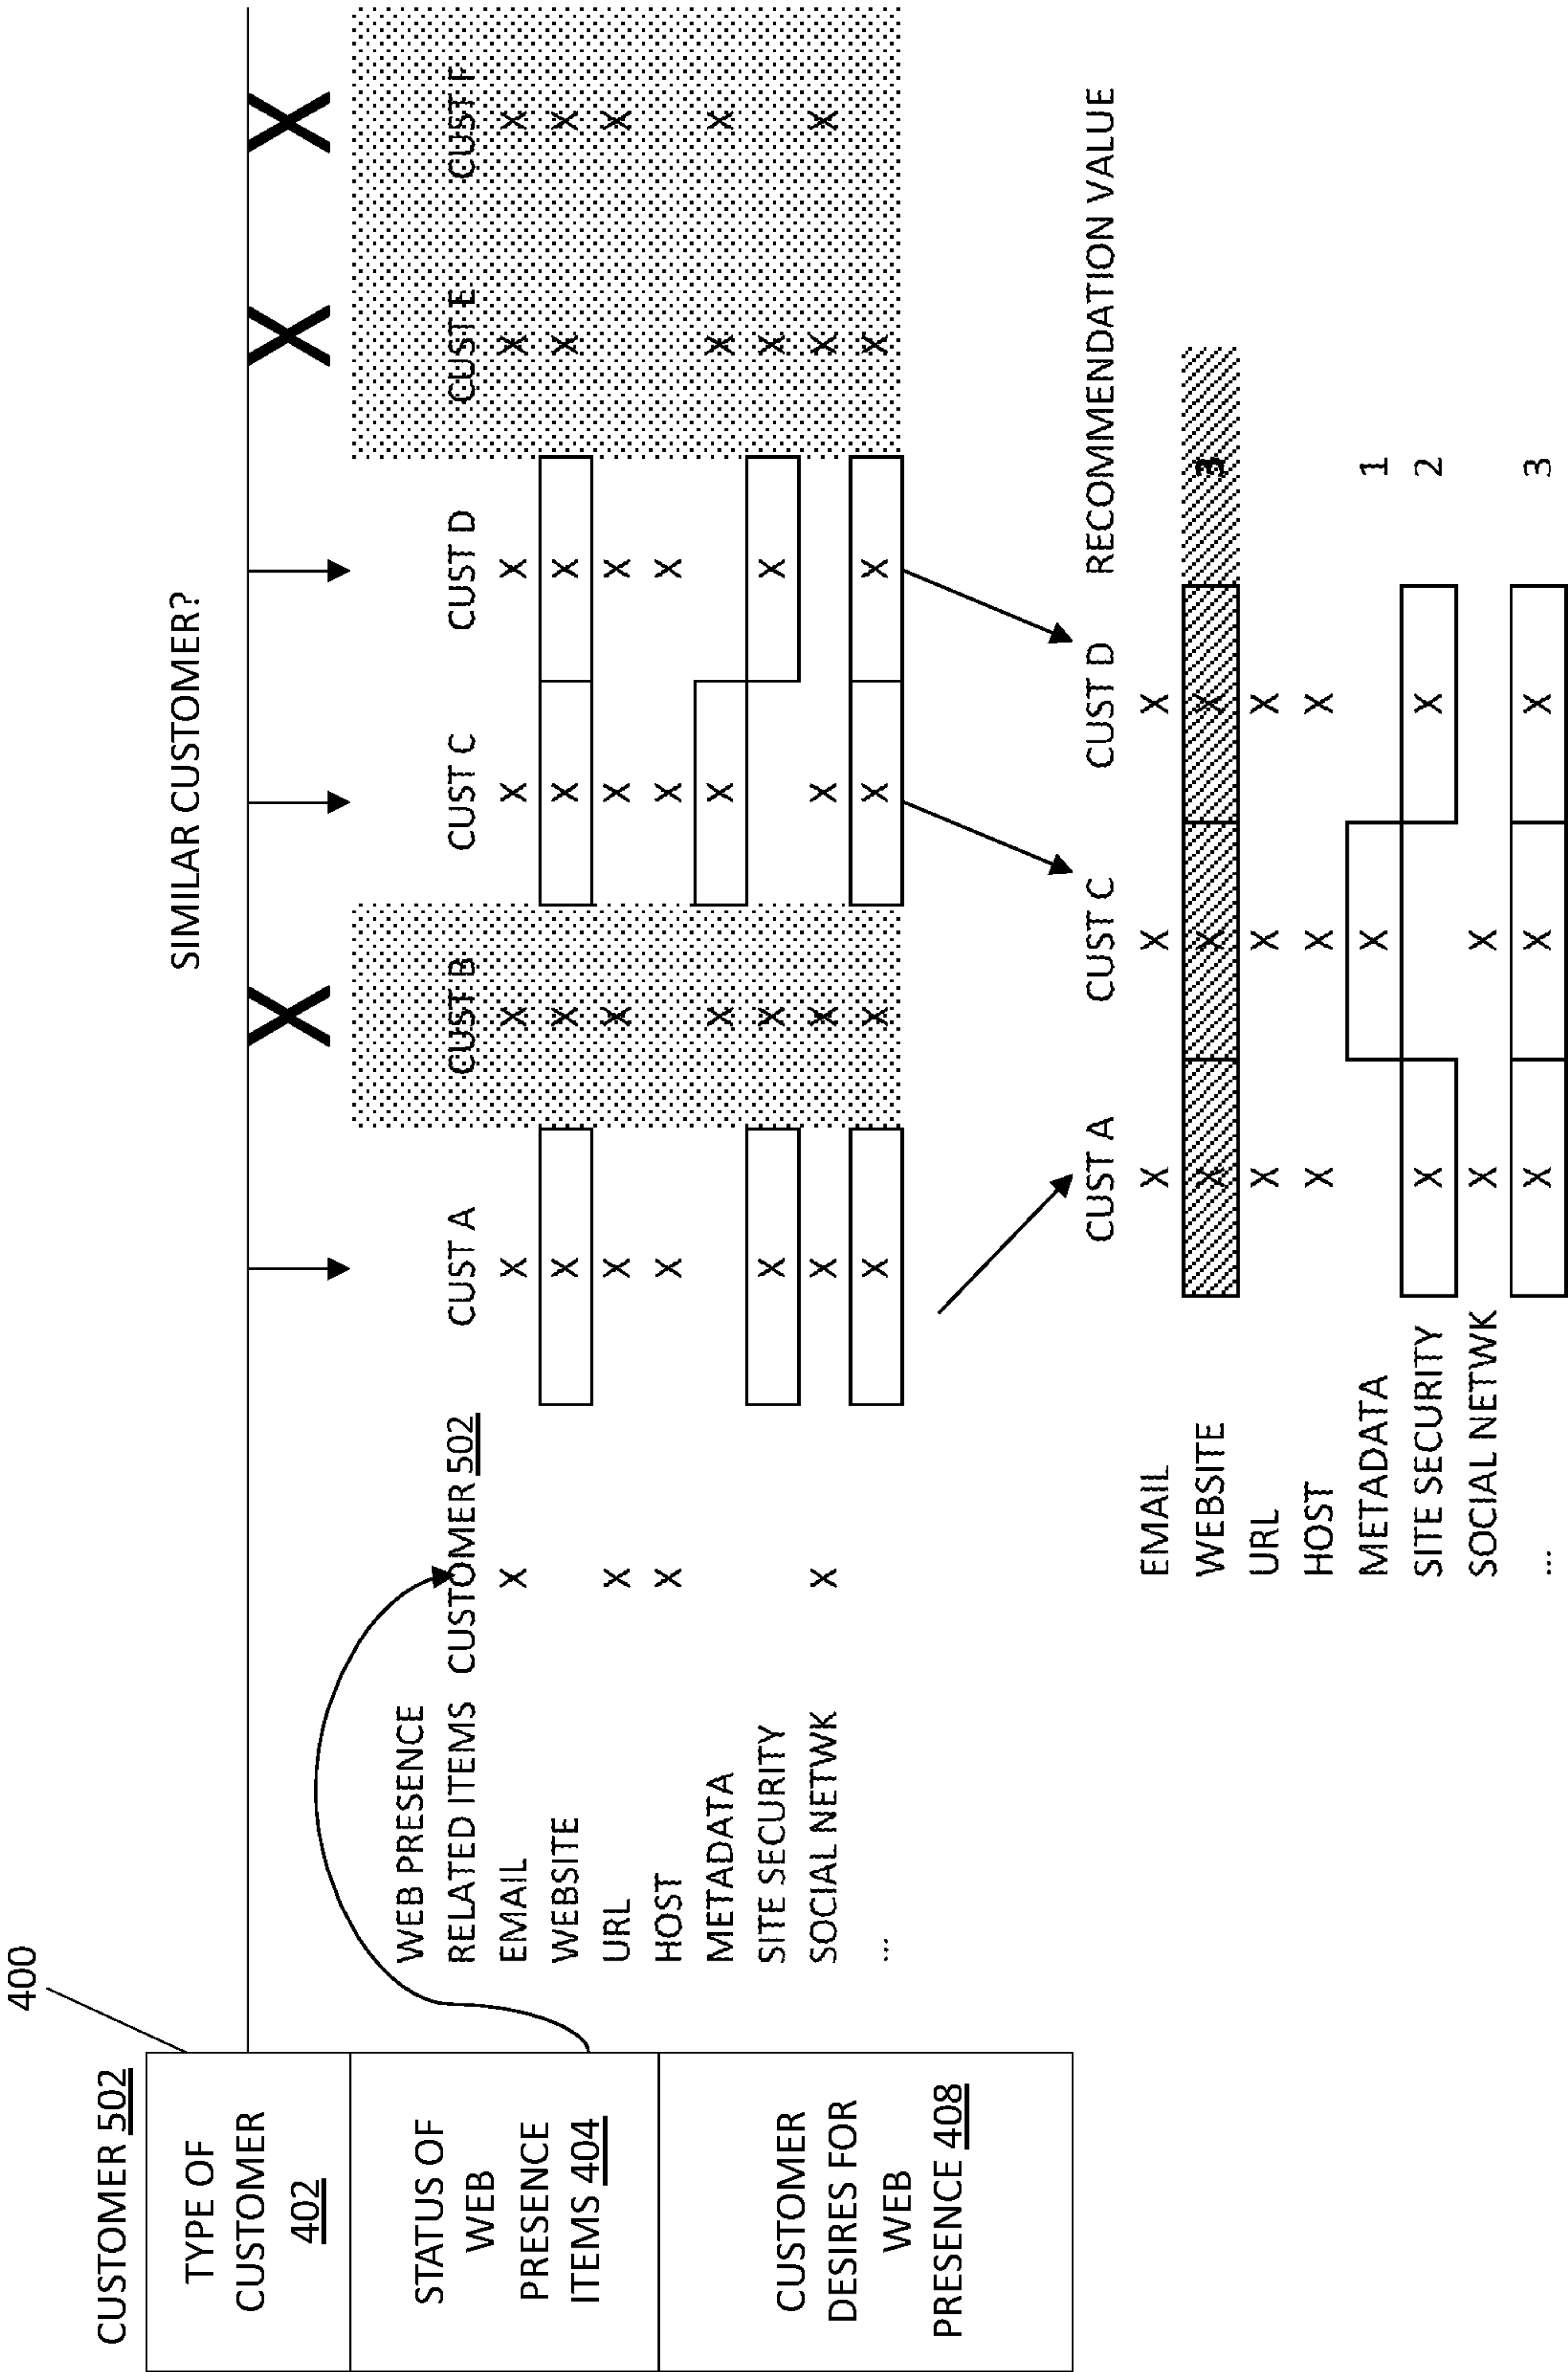 400
CUSTOMER 502
TYPE OF
CUSTOMER
402
STATUS OF
WEB
PRESENCE
ITEMS 404
CUSTOMER
DESIRES FOR
WEB
PRESENCE 408
SIMILAR CUSTOMER?
X X X
WEB PRESENCE
RELATED ITEMS CUSTOMER 502 CUST A CUST B CUST C CUST D CUST E CUST F
EMAIL X X X X X X X
WEBSITE X X X X X X
URL X X X X X X
HOST X X X X
METADATA X X X X
SITE SECURITY X X X X
SOCIAL NETWK X X X X X X
... X X X X X
CUST A CUST C CUST D RECOMMENDATION VALUE
EMAIL X X X
WEBSITE X X X 3
URL X X X
HOST X X X
METADATA X 1
SITE SECURITY X X 2
SOCIAL NETWK X X
... X X X 3